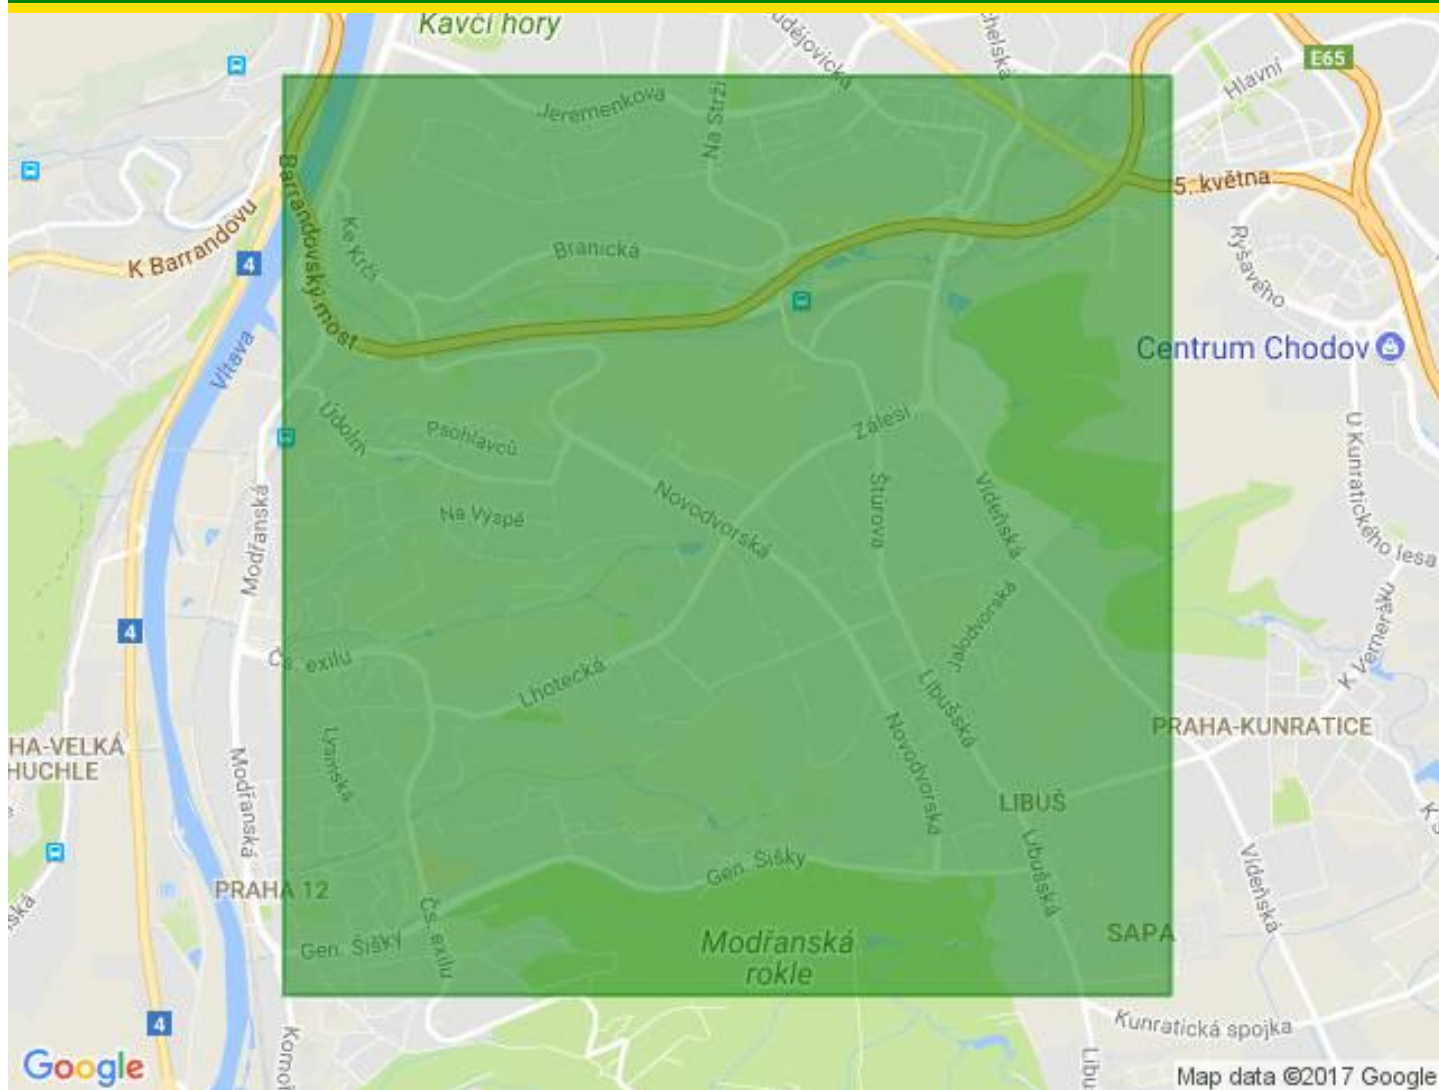 Kavčí hory
chelská
E65
Hlavní
Jeremenkova
Na Strži
Barrandovský most
5. května
K Barrandovu
4
Ke Krči
Branická
Ryšavého
Vltava
Centrum Chodov
Údolní
Psohlavců
Zálesí
U Kunratického lesa
Modřanská
Na Výspě
Novodvorská
Štúrova
Vídeňská
Jalodvorská
4
Čs. exilu
Lhotecká
K Verneráku
Libušská
PRAHA-KUNRATICE
HA-VELKÁ
HUCHLE
Lysinská
Modřanská
Novodvorská
LIBUŠ
Gen. Šišky
Libušská
Vídeňská
PRAHA 12
Čs. exilu
SAPA
Gen. Šišky
Modřanská
rokle
4
Kunratická spojka
Google
Map data ©2017 Google